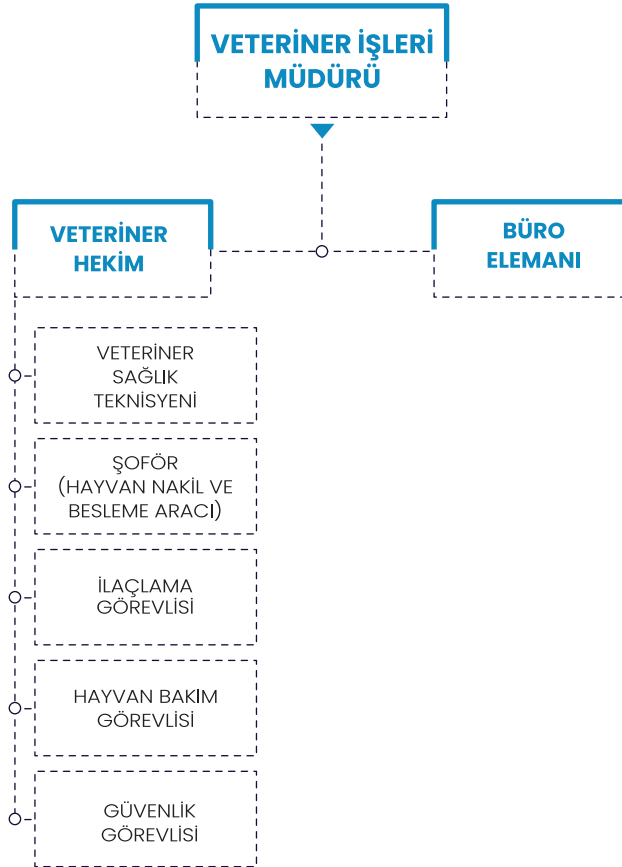 VETERİNER İŞLERİ
MÜDÜRÜ
VETERİNER
HEKİM
BÜRO
ELEMANI
VETERİNER
SAĞLIK
TEKNİSYENİ
ŞOFÖR
(HAYVAN NAKİL VE
BESLEME ARACI)
İLAÇLAMA
GÖREVLİSİ
HAYVAN BAKIM
GÖREVLİSİ
GÜVENLİK
GÖREVLİSİ